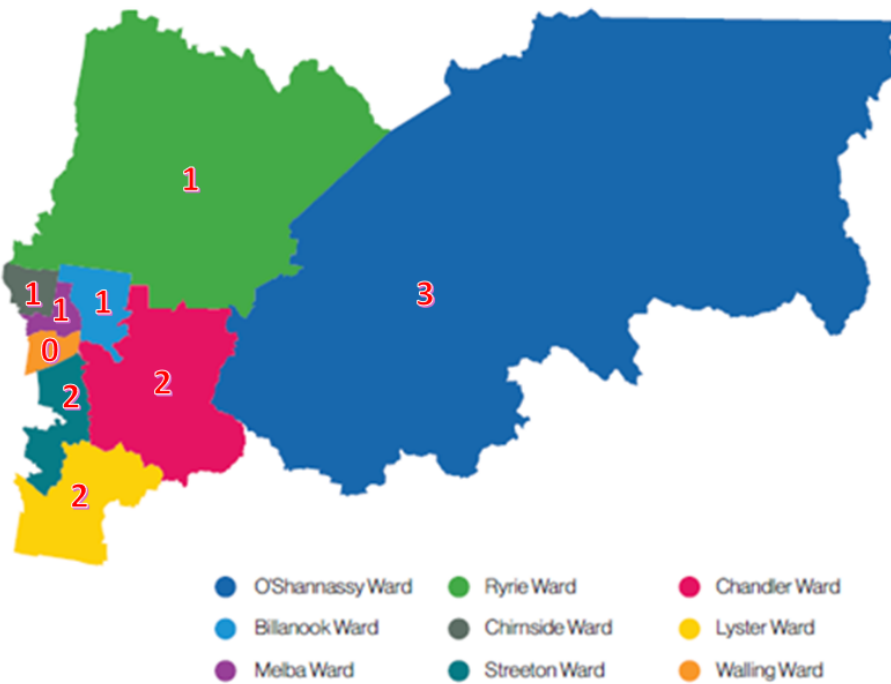 1
3
1
1
1
0
2
2
2
O'Shannassy Ward
Ryrie Ward
Chandler Ward
Billanook Ward
Chirnside Ward
Lyster Ward
Melba Ward
Streeton Ward
Walling Ward